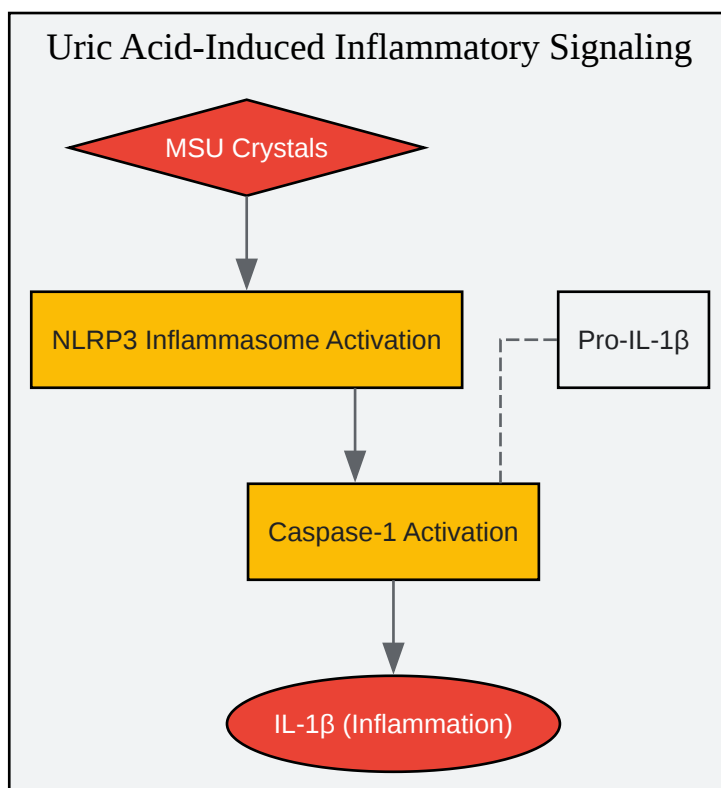 Uric Acid-Induced Inflammatory Signaling
MSU Crystals
NLRP3 Inflammasome Activation
Pro-IL-1β
Caspase-1 Activation
IL-1β (Inflammation)